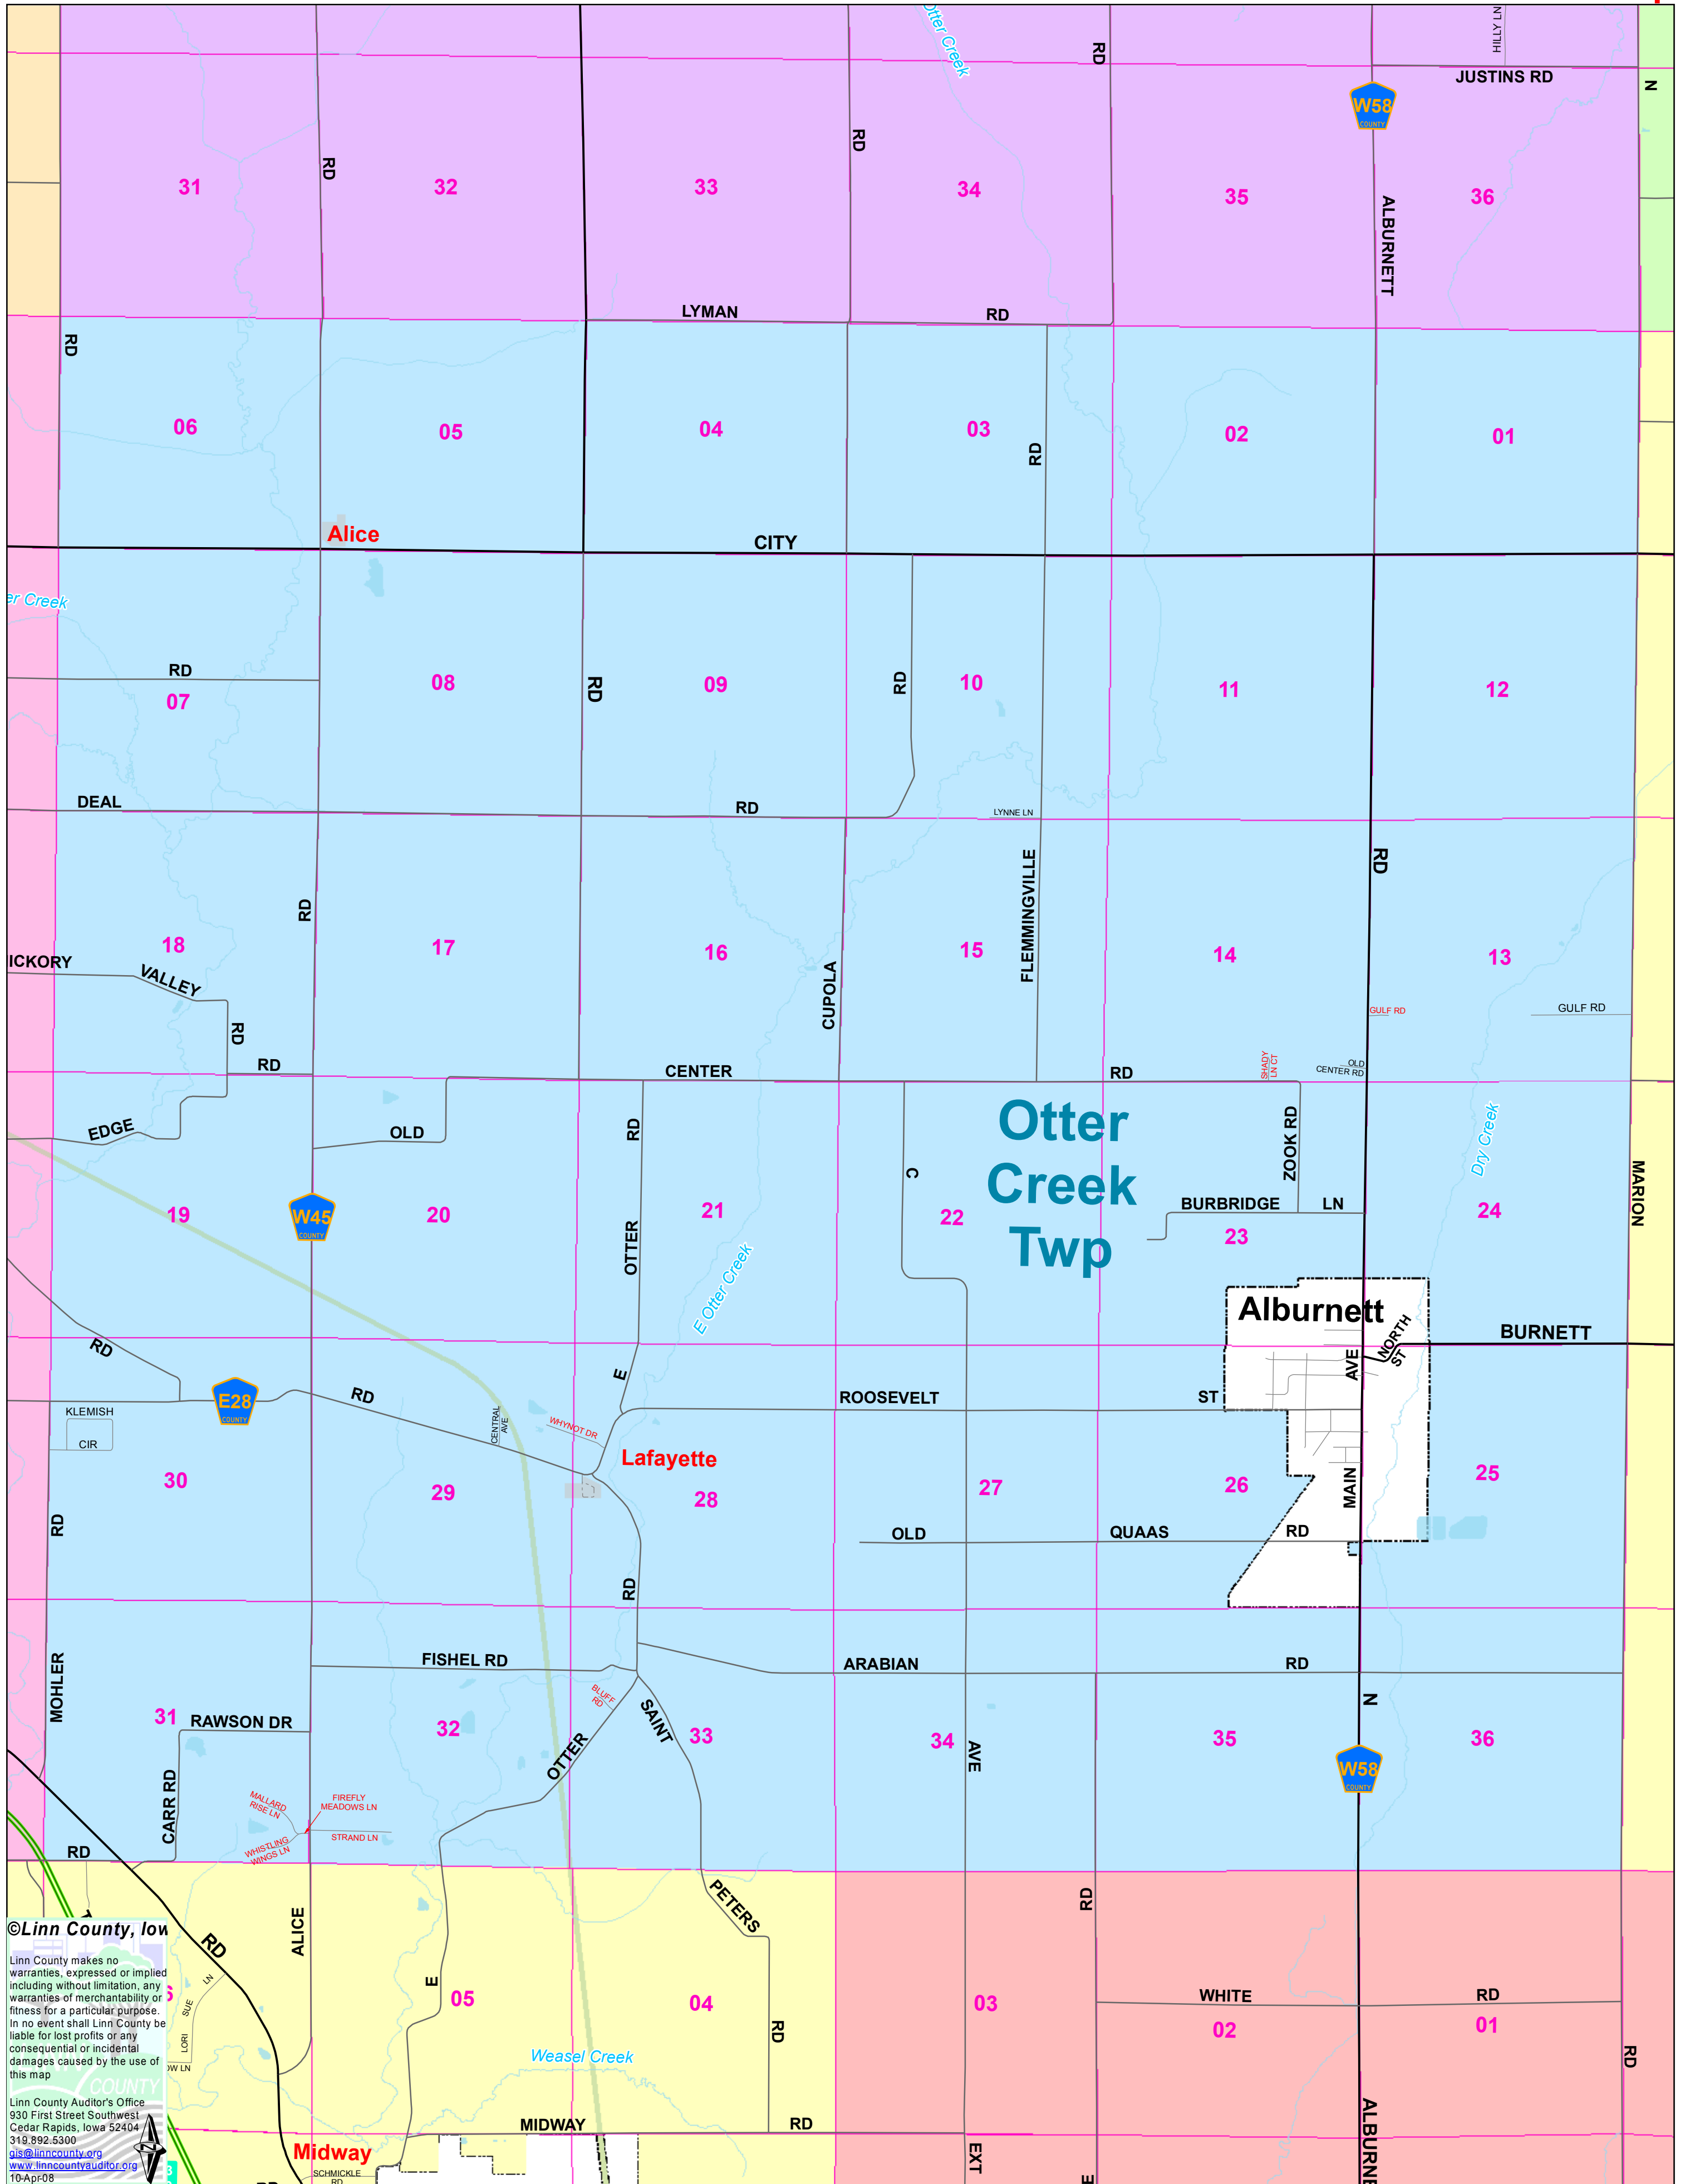 Otter Creek
RD
HILLY LN
JUSTINS RD
N
W58
COUNTY
RD
RD
31
32
33
34
35
36
ALBURNETT
LYMAN
RD
RD
06
05
04
03
RD
02
01
Alice
CITY
er Creek
RD
07
08
RD
09
RD
10
11
12
DEAL
RD
LYNNE LN
RD
FLEMMINGVILLE
RD
18
17
16
15
14
13
ICKORY
VALLEY
CUPOLA
RD
GULF RD
GULF RD
RD
CENTER
RD
SHADY
LN CT
OLD
CENTER RD
EDGE
OLD
RD
Otter
Creek
Twp
ZOOK RD
Dry Creek
C
MARION
19
W45
COUNTY
20
21
22
BURBRIDGE
LN
23
24
OTTER
E Otter Creek
Alburnett
NORTH
ST
BURNETT
RD
AVE
E
E28
COUNTY
RD
ROOSEVELT
ST
KLEMISH
CIR
CENTRAL
AVE
WHYNOT DR
Lafayette
30
29
28
27
26
25
MAIN
RD
OLD
QUAAS
RD
RD
MOHLER
FISHEL RD
ARABIAN
RD
BLUFF
RD
SAINT
N
31
RAWSON DR
32
33
34
AVE
35
36
OTTER
W58
COUNTY
CARR RD
MALLARD
RISE LN
FIREFLY
MEADOWS LN
STRAND LN
WHISTLING
WINGS LN
RD
PETERS
RD
ALICE
RD
E
05
04
03
WHITE
RD
02
01
RD
RD
LN
SUE
LORI
OW LN
Weasel Creek
MIDWAY
RD
Midway
SCHMICKLE
RD
EXT
E
ALBURNE
©Linn County, Iow
Linn County makes no
warranties, expressed or implied
including without limitation, any
warranties of merchantability or
fitness for a particular purpose.
In no event shall Linn County be
liable for lost profits or any
consequential or incidental
damages caused by the use of
this map
COUNTY
Linn County Auditor's Office
930 First Street Southwest
Cedar Rapids, Iowa 52404
319.892.5300
gis@linncounty.org
www.linncountyauditor.org
10-Apr-08